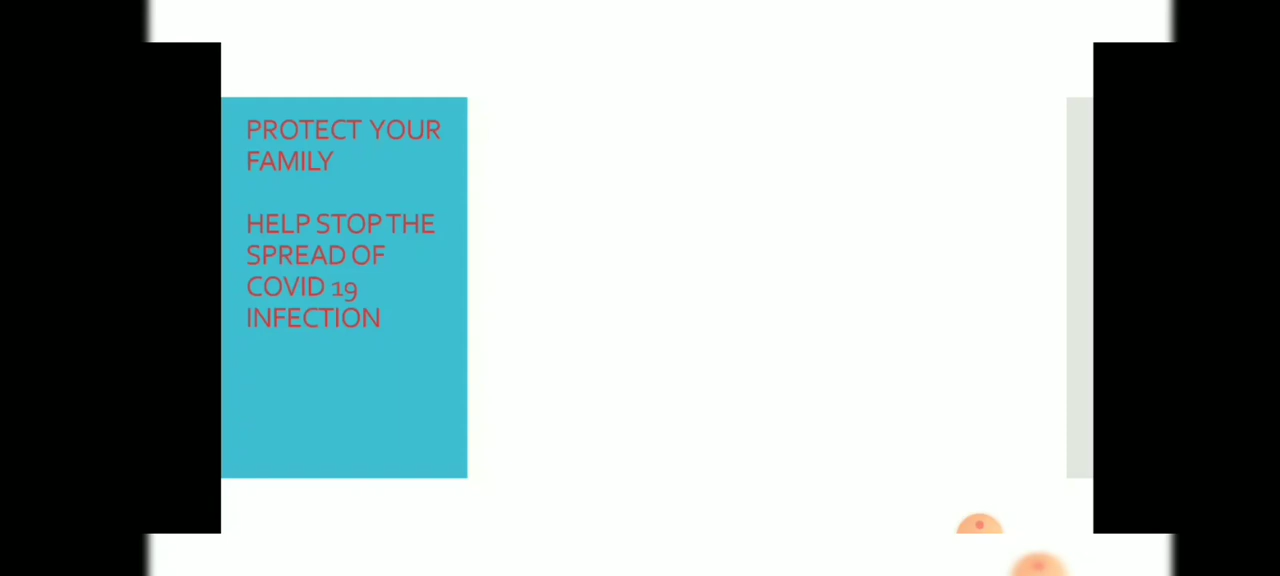 PROTECT YOUR
FAMILY
HELP STOP THE
SPREAD OF
COVID 19
INFECTION